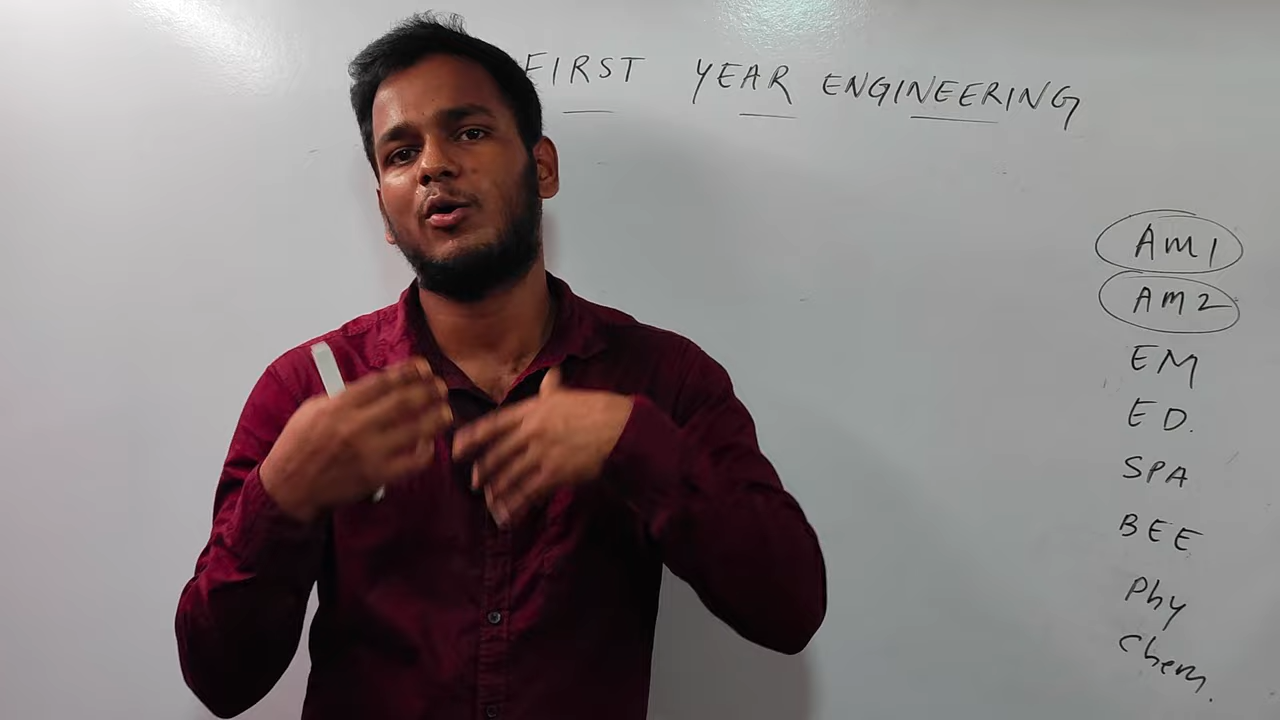 FIRST YEAR ENGINEERING
AM1
AM2
EM
ED.
SPA
BEE
Phy
Chem.